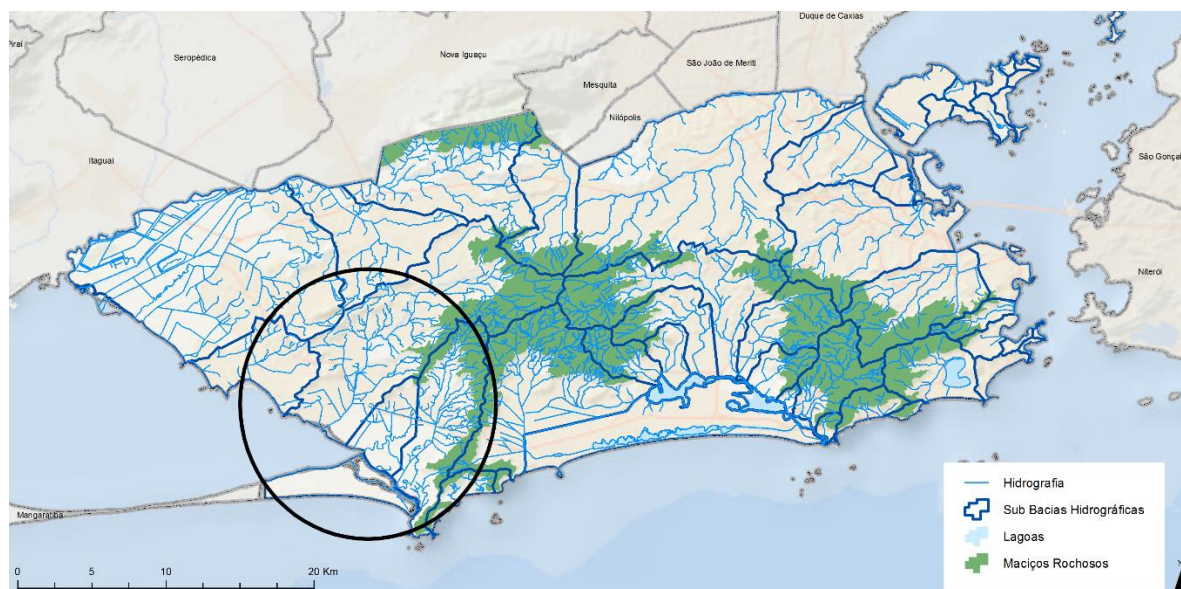 Duque de Caxias
Piraí
Seropédica
Nova Iguaçu
São João de Meriti
Mesquita
Nilópolis
Itaguaí
São Gonçal
Niterói
Mangaratiba
Hidrografia
Sub Bacias Hidrográficas
Lagoas
Maciços Rochosos
0 5 10 20 Km